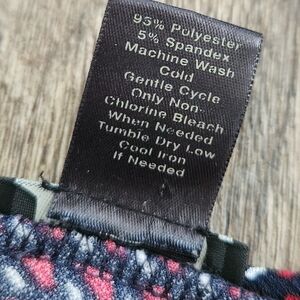 95% Polyester
5% Spandex
Machine Wash
Cold
Gentle Cycle
Only Non-
Chlorine Bleach
When Needed
Tumble Dry Low
Cool Iron
If Needed